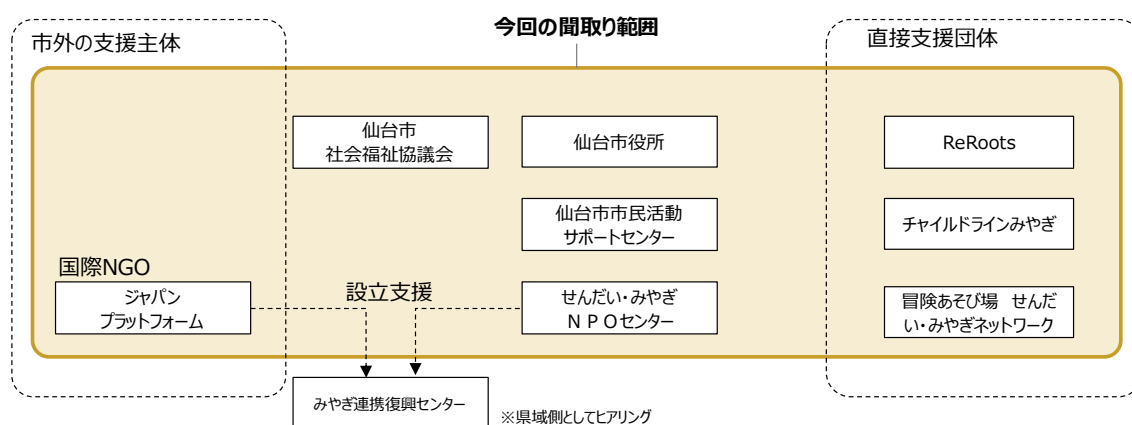 今回の聞取り範囲
市外の支援主体
直接支援団体
仙台市
社会福祉協議会
仙台市役所
ReRoots
仙台市市民活動
サポートセンター
チャイルドラインみやぎ
国際NGO
ジャパン
プラットフォーム
設立支援
せんだい・みやぎ
ＮＰＯセンター
冒険あそび場　せんだ
い・みやぎネットワーク
みやぎ連携復興センター
※県域側としてヒアリング